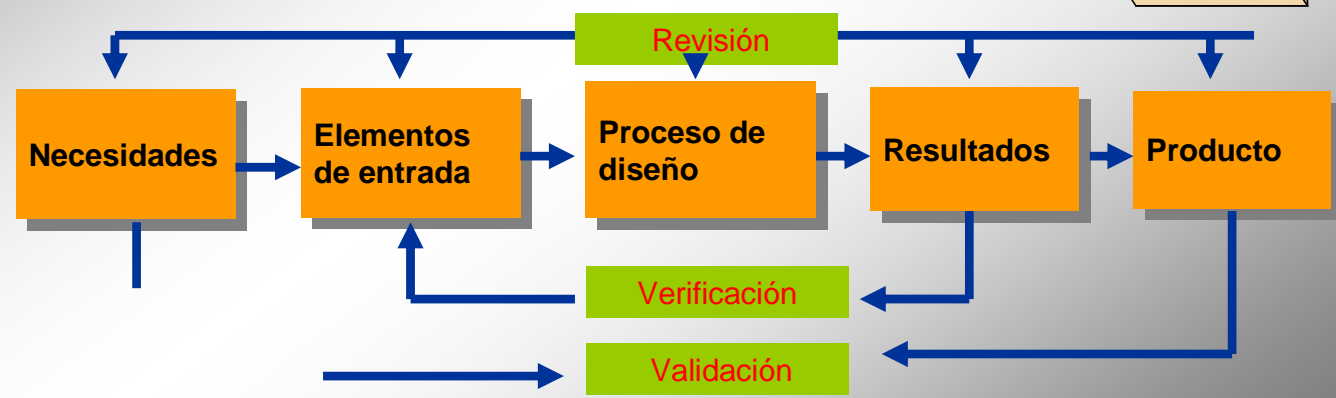 Revisión
Necesidades
Elementos
de entrada
Proceso de
diseño
Resultados
Producto
Verificación
Validación